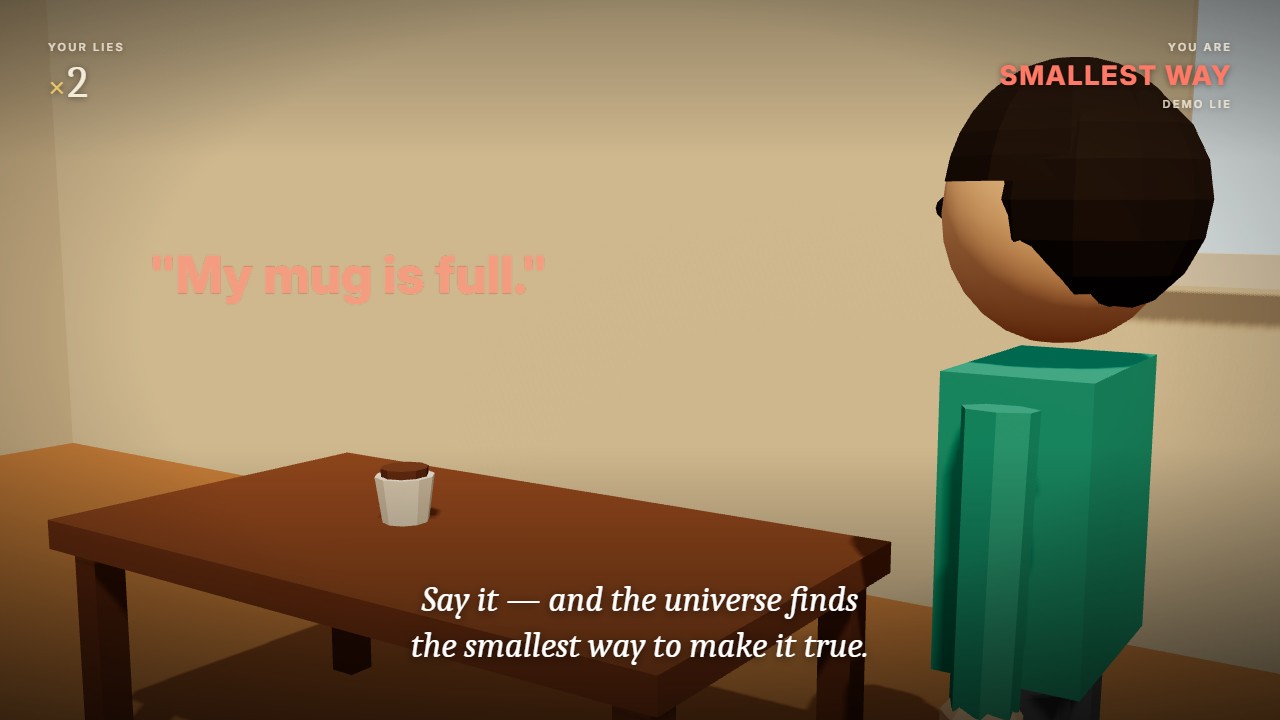 YOUR LIES
×2
YOU ARE
SMALLEST WAY
DEMO LIE
"My mug is full."
Say it — and the universe finds
the smallest way to make it true.